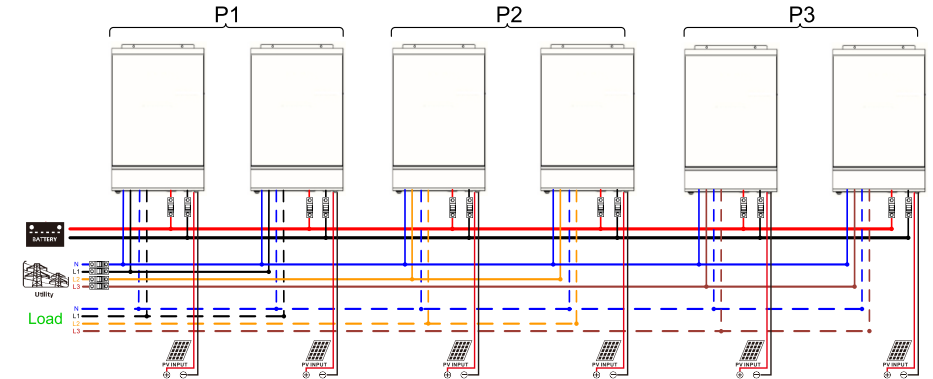 P1 P2 P3
BATTERY
N
L1
L2
L3
Utility
N
L1
L2
L3
Load
PV INPUT PV INPUT PV INPUT PV INPUT PV INPUT PV INPUT